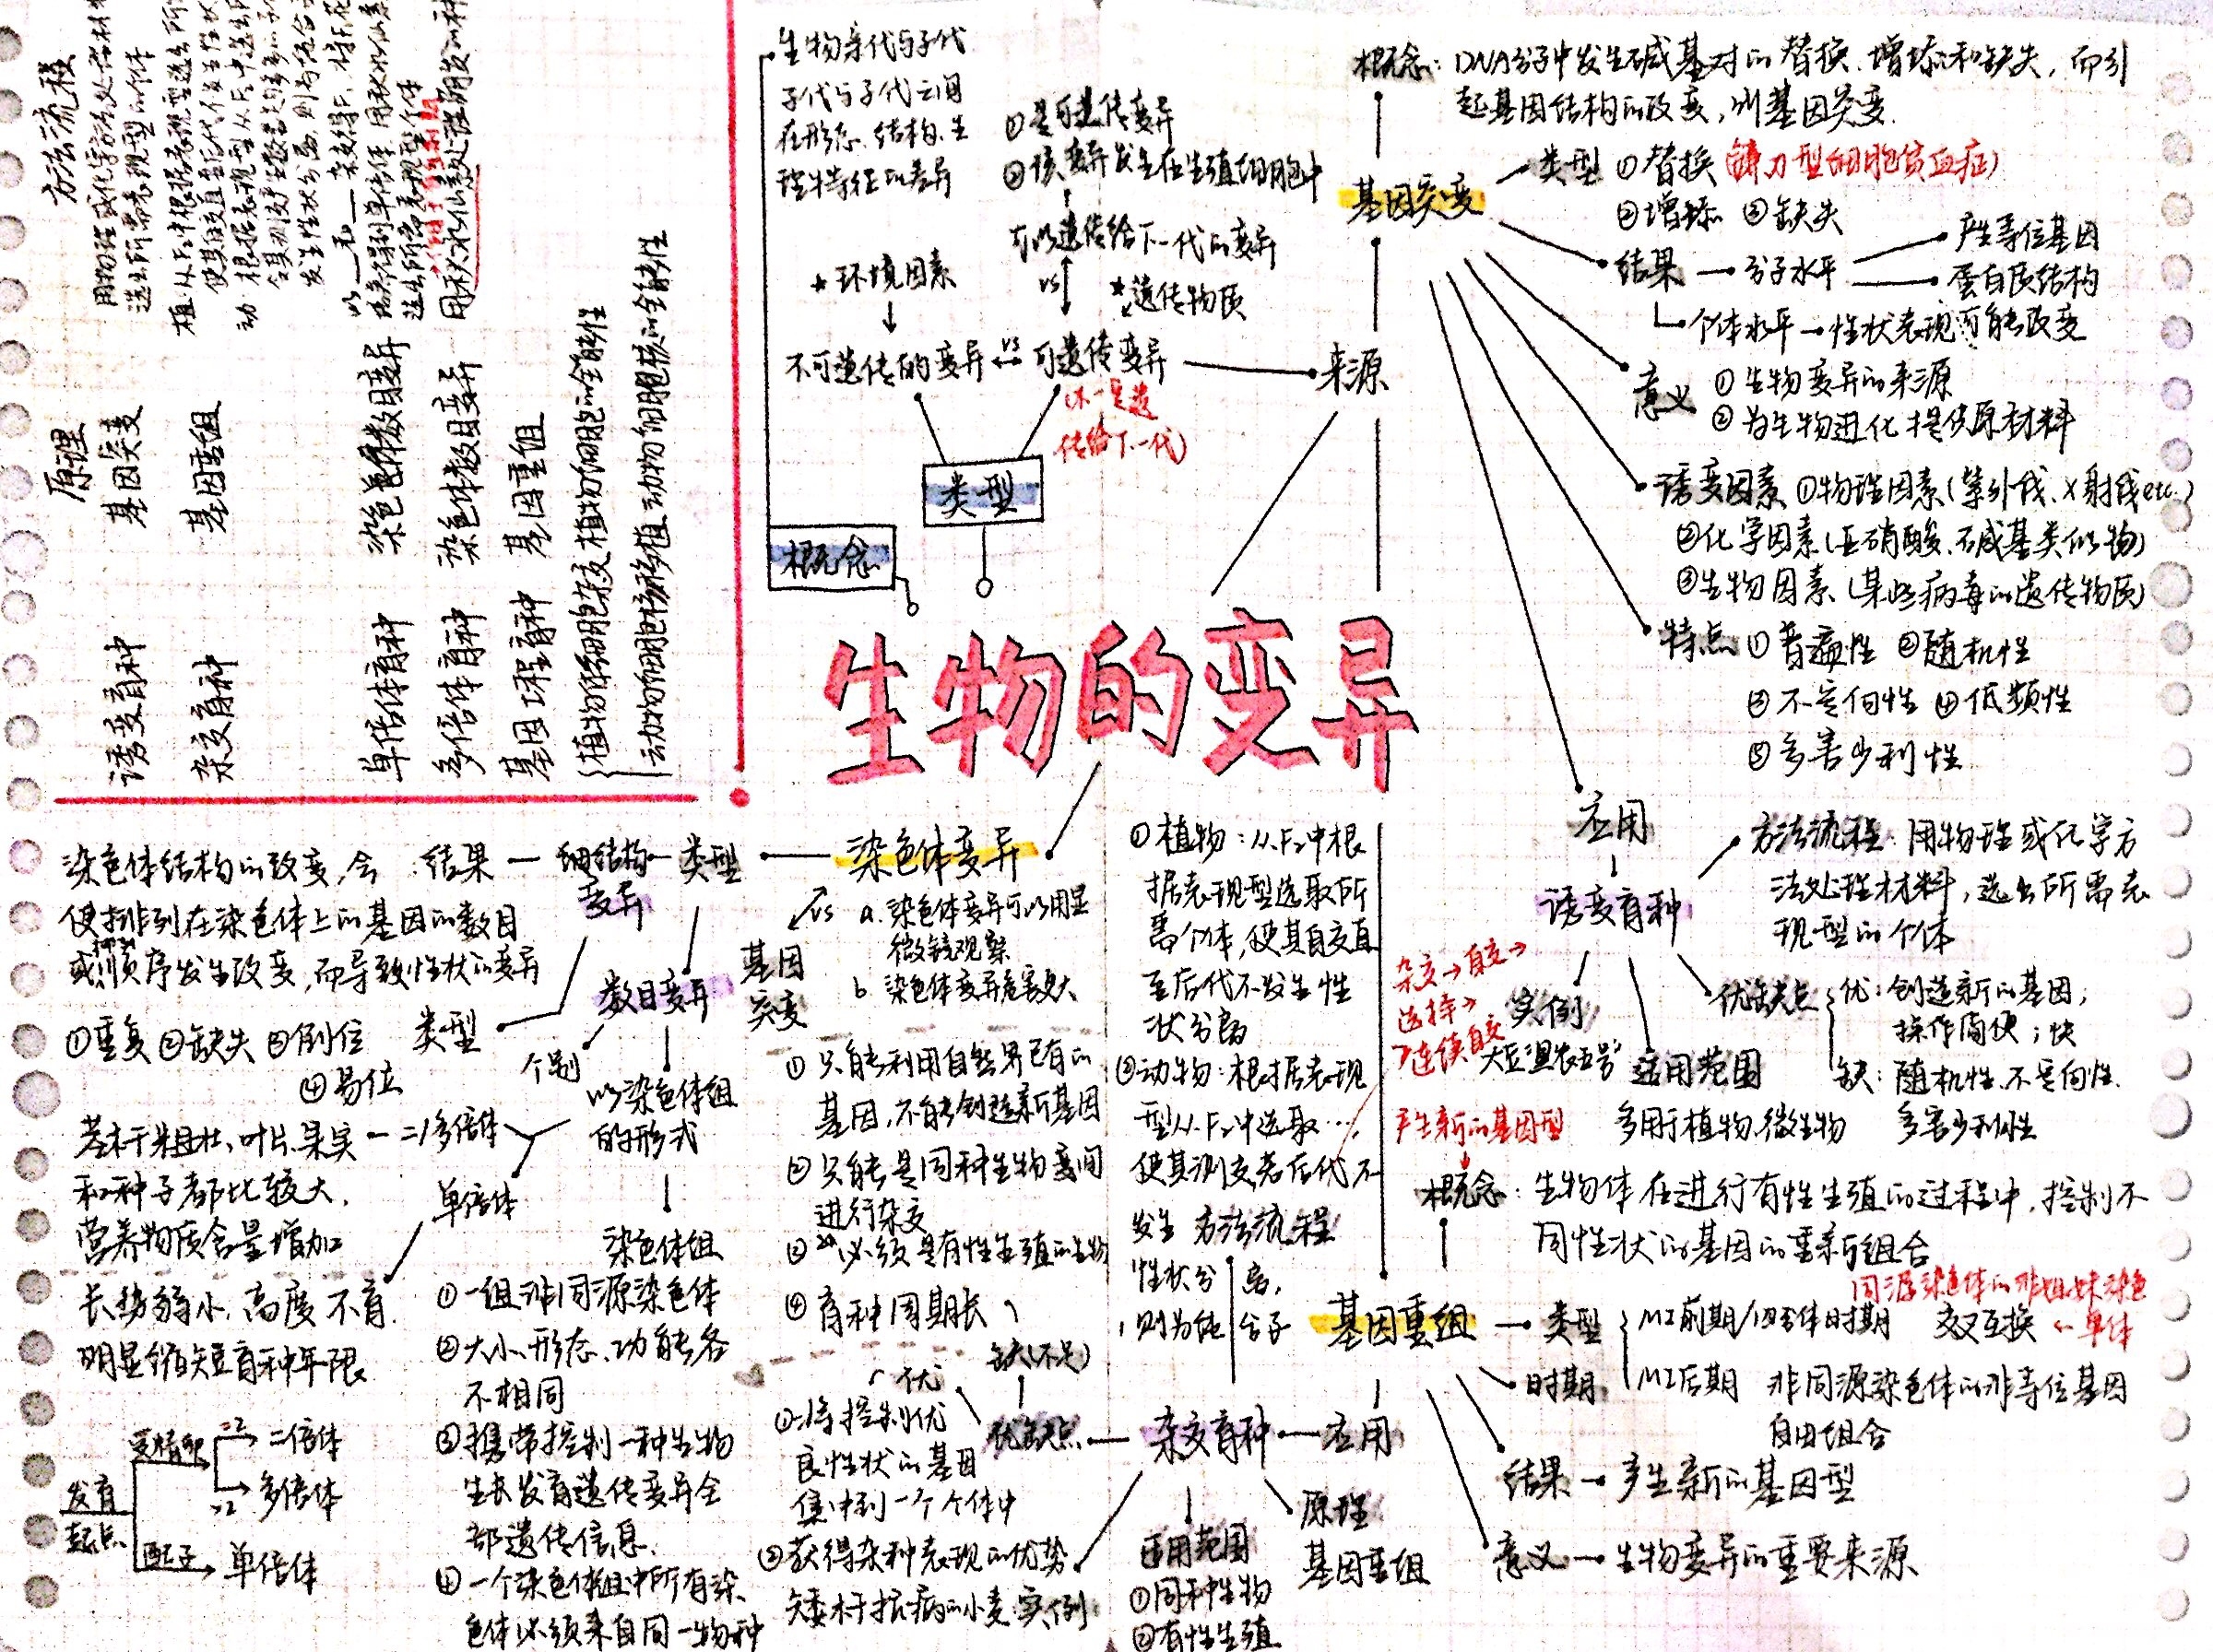 生物的变异
概念
生物亲代与子代
子代与子代之间
在形态、结构、生
理特征的差异
类型
不可遗传的变异 vs 可遗传变异
★环境因素
★遗传物质
(不一定遗
传给下一代)
vs
可以遗传给下一代的变异
①是可遗传变异
②该变异发生在生殖细胞中
来源
基因突变
概念：DNA分子中发生碱基对的替换、增添和缺失，而引
起基因结构的改变，叫基因突变.
类型 ①替换 (镰刀型细胞贫血症)
②增添 ③缺失
结果 → 分子水平
产生等位基因
蛋白质结构
个体水平 → 性状表现可能改变
意义 ①生物变异的来源
②为生物进化提供原材料
诱变因素 ①物理因素(紫外线、X射线etc.)
②化学因素(亚硝酸、碱基类似物)
③生物因素(某些病毒的遗传物质)
特点 ①普遍性 ②随机性
③不定向性 ④低频性
⑤多害少利性
应用
诱变育种
方法流程：用物理或化学方
法处理材料，选出所需表
现型的个体
优缺点
优：创造新的基因；
操作简便；快
缺：随机性、不定向性.
多害少利性
实例
大豆"黑农五号"
适用范围
多用于植物、微生物
杂交→自交→
选择→
连续自交
产生新的基因型
基因重组
概念：生物体在进行有性生殖的过程中，控制不
同性状的基因的重新组合
类型
时期
MI前期/四分体时期 交叉互换
同源染色体的非姐妹染色
单体
MI后期 非同源染色体的非等位基因
自由组合
结果 → 产生新的基因型
意义 → 生物变异的重要来源
应用
杂交育种
原理
基因重组
适用范围
①同种生物
②有性生殖
实例
矮秆抗病的小麦
优缺点
优
①将控制优
良性状的基因
集中到一个个体中
②获得杂种表现的优势
缺(不足)
①只能利用自然界已有的
基因，不能创造新基因
②只能是同种生物间
进行杂交
③必须是有性生殖的生物
④育种周期长
方法流程
①植物：从F₂中根
据表现型选取所
需个体，使其自交直
至后代不发生性
状分离
②动物：根据表现
型从F₂中选取…，
使其测交，若后代不
发生
性状分离，
则为纯合子
染色体变异
vs
基因
突变
a. 染色体变异可以用显
微镜观察
b. 染色体变异危害更大
类型
结构
变异
结果
染色体结构的改变，会
使排列在染色体上的基因的数目
或排列顺序发生改变，而导致性状的变异
类型
①重复 ②缺失 ③倒位
④易位
数目变异
个别
以染色体组
的形式
二/多倍体
茎秆粗壮、叶片、果实
和种子都比较大，
营养物质含量增加
单倍体
长势弱小，高度不育.
明显缩短育种年限
染色体组
①一组非同源染色体
②大小、形态、功能各
不相同
③携带控制一种生物
生长发育遗传变异全
部遗传信息.
④一个染色体组中所有染
色体必须来自同一物种
发育
起点
受精卵
=2 二倍体
>2 多倍体
配子 → 单倍体
原理
方法流程
诱变育种 基因突变 用物理或化学方法处理材料
选出所需表现型的个体
杂交育种 基因重组 植 从F₂中根据表现型选出所
使其自交直至后代不发生性状
动 根据表现型从F₂中选出
发生性状分离，则为纯合子
单倍体育种 染色体数目变异
多倍体育种 染色体数目变异
基因工程育种 基因重组
植物体细胞杂交 植物细胞的全能性
动物细胞核移植 动物细胞核的全能性